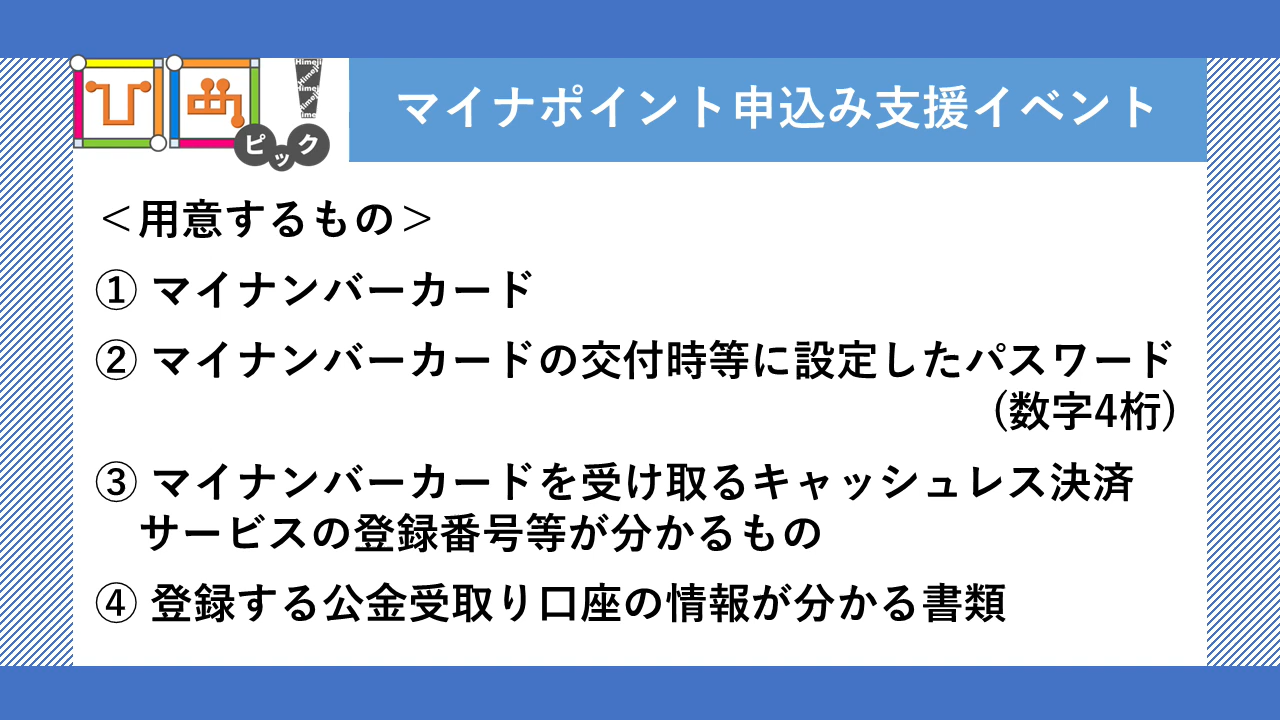 ひめ
ピック
Himeji
Himeji
Himeji
Himeji
マイナポイント申込み支援イベント
＜用意するもの＞
① マイナンバーカード
② マイナンバーカードの交付時等に設定したパスワード
(数字4桁)
③ マイナンバーカードを受け取るキャッシュレス決済
サービスの登録番号等が分かるもの
④ 登録する公金受取り口座の情報が分かる書類